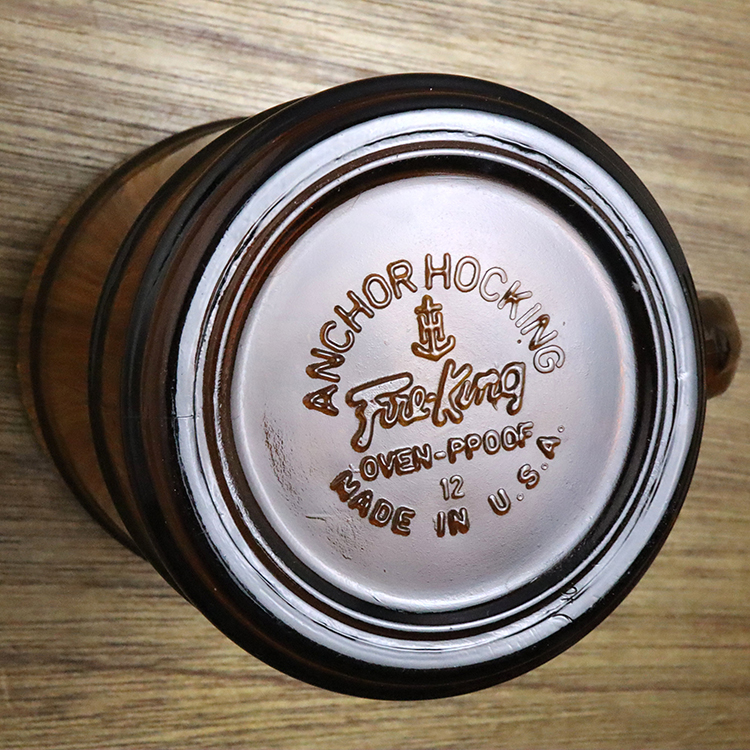 ANCHOR HOCKING
H
Fire-King
OVEN-PPOOF
12
MADE IN U.S.A.